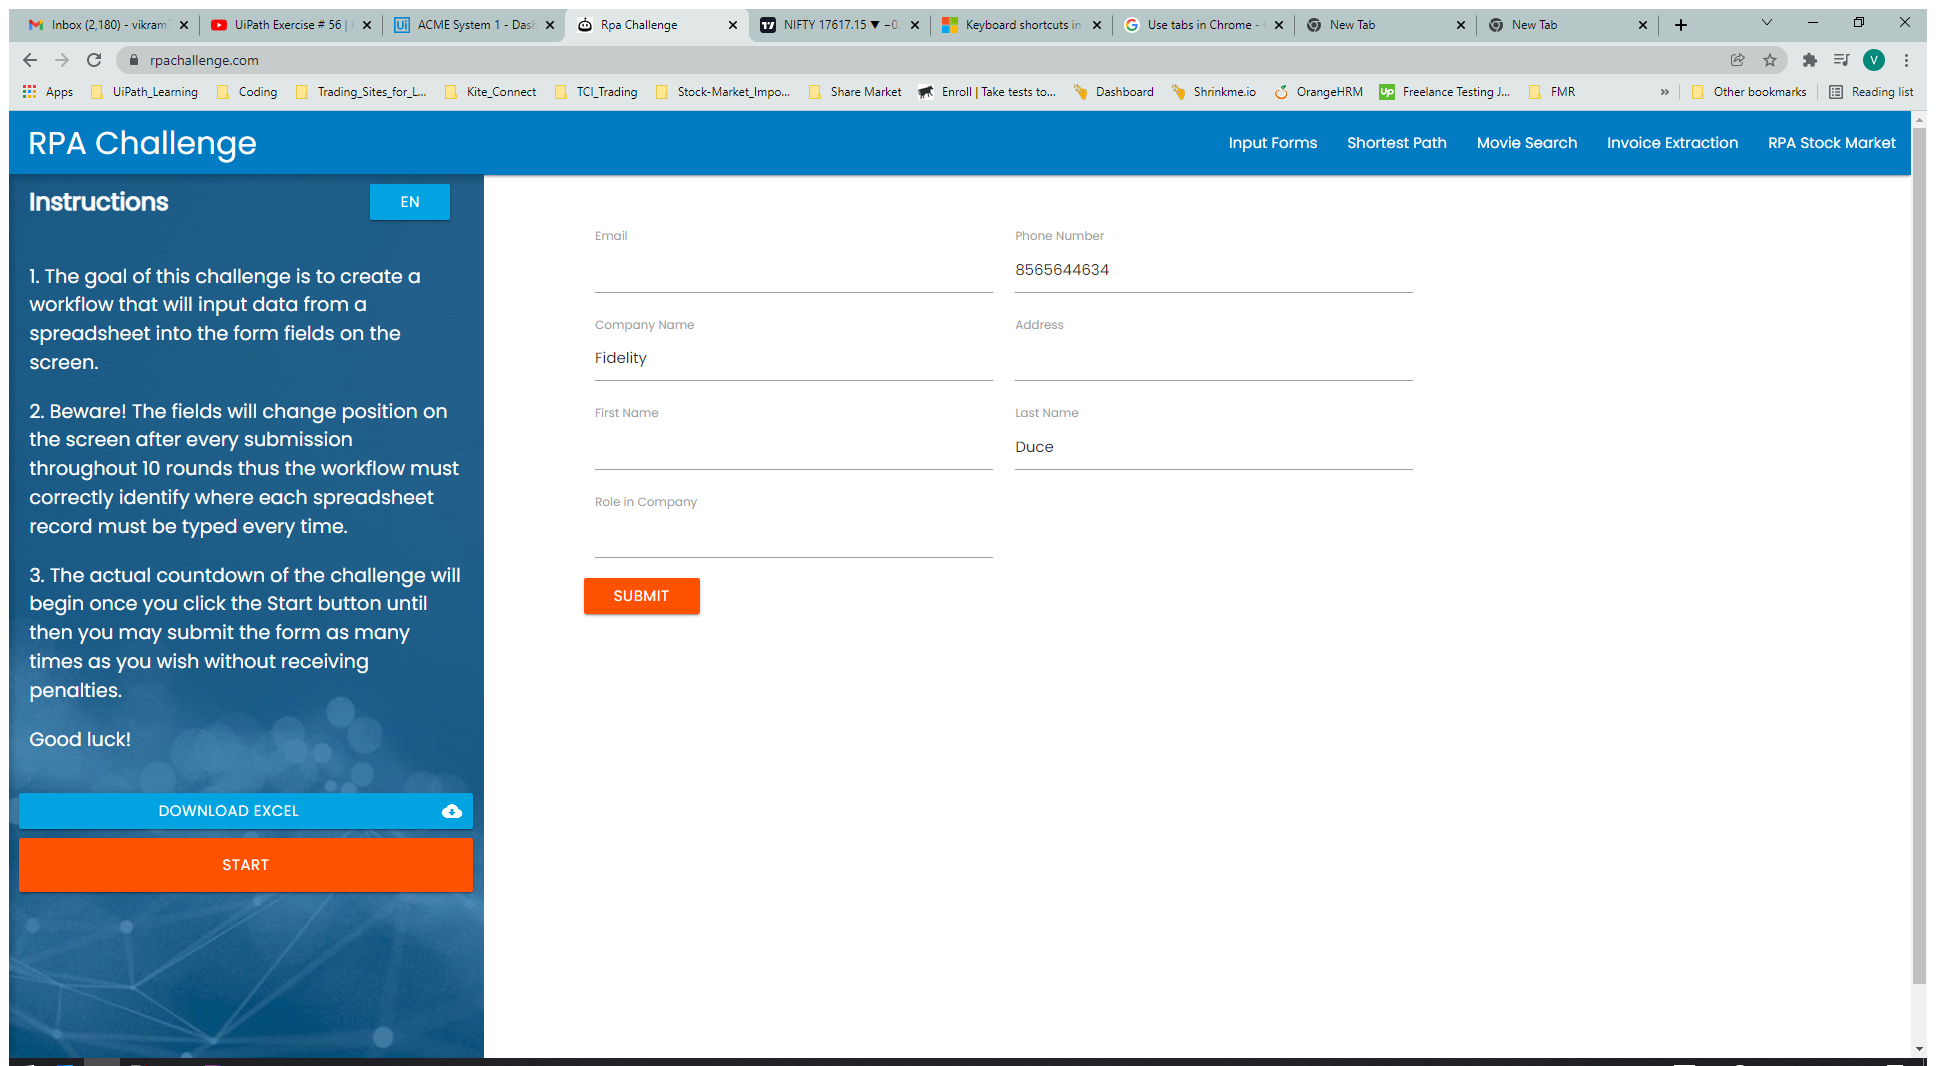 Inbox (2,180) - vikram
UiPath Exercise # 56 |
ACME System 1 - Dash
Rpa Challenge
NIFTY 17617.15 ▼ −0.
Keyboard shortcuts in
Use tabs in Chrome -
New Tab
New Tab
rpachallenge.com
V
Apps
UiPath_Learning
Coding
Trading_Sites_for_L...
Kite_Connect
TCI_Trading
Stock-Market_Impo...
Share Market
Enroll | Take tests to...
Dashboard
Shrinkme.io
OrangeHRM
Up
Freelance Testing J...
FMR
»
Other bookmarks
Reading list
RPA Challenge
Input Forms
Shortest Path
Movie Search
Invoice Extraction
RPA Stock Market
Instructions
EN
1. The goal of this challenge is to create a
workflow that will input data from a
spreadsheet into the form fields on the
screen.
2. Beware! The fields will change position on
the screen after every submission
throughout 10 rounds thus the workflow must
correctly identify where each spreadsheet
record must be typed every time.
3. The actual countdown of the challenge will
begin once you click the Start button until
then you may submit the form as many
times as you wish without receiving
penalties.
Good luck!
DOWNLOAD EXCEL
START
Email
Phone Number
8565644634
Company Name
Fidelity
Address
First Name
Last Name
Duce
Role in Company
SUBMIT